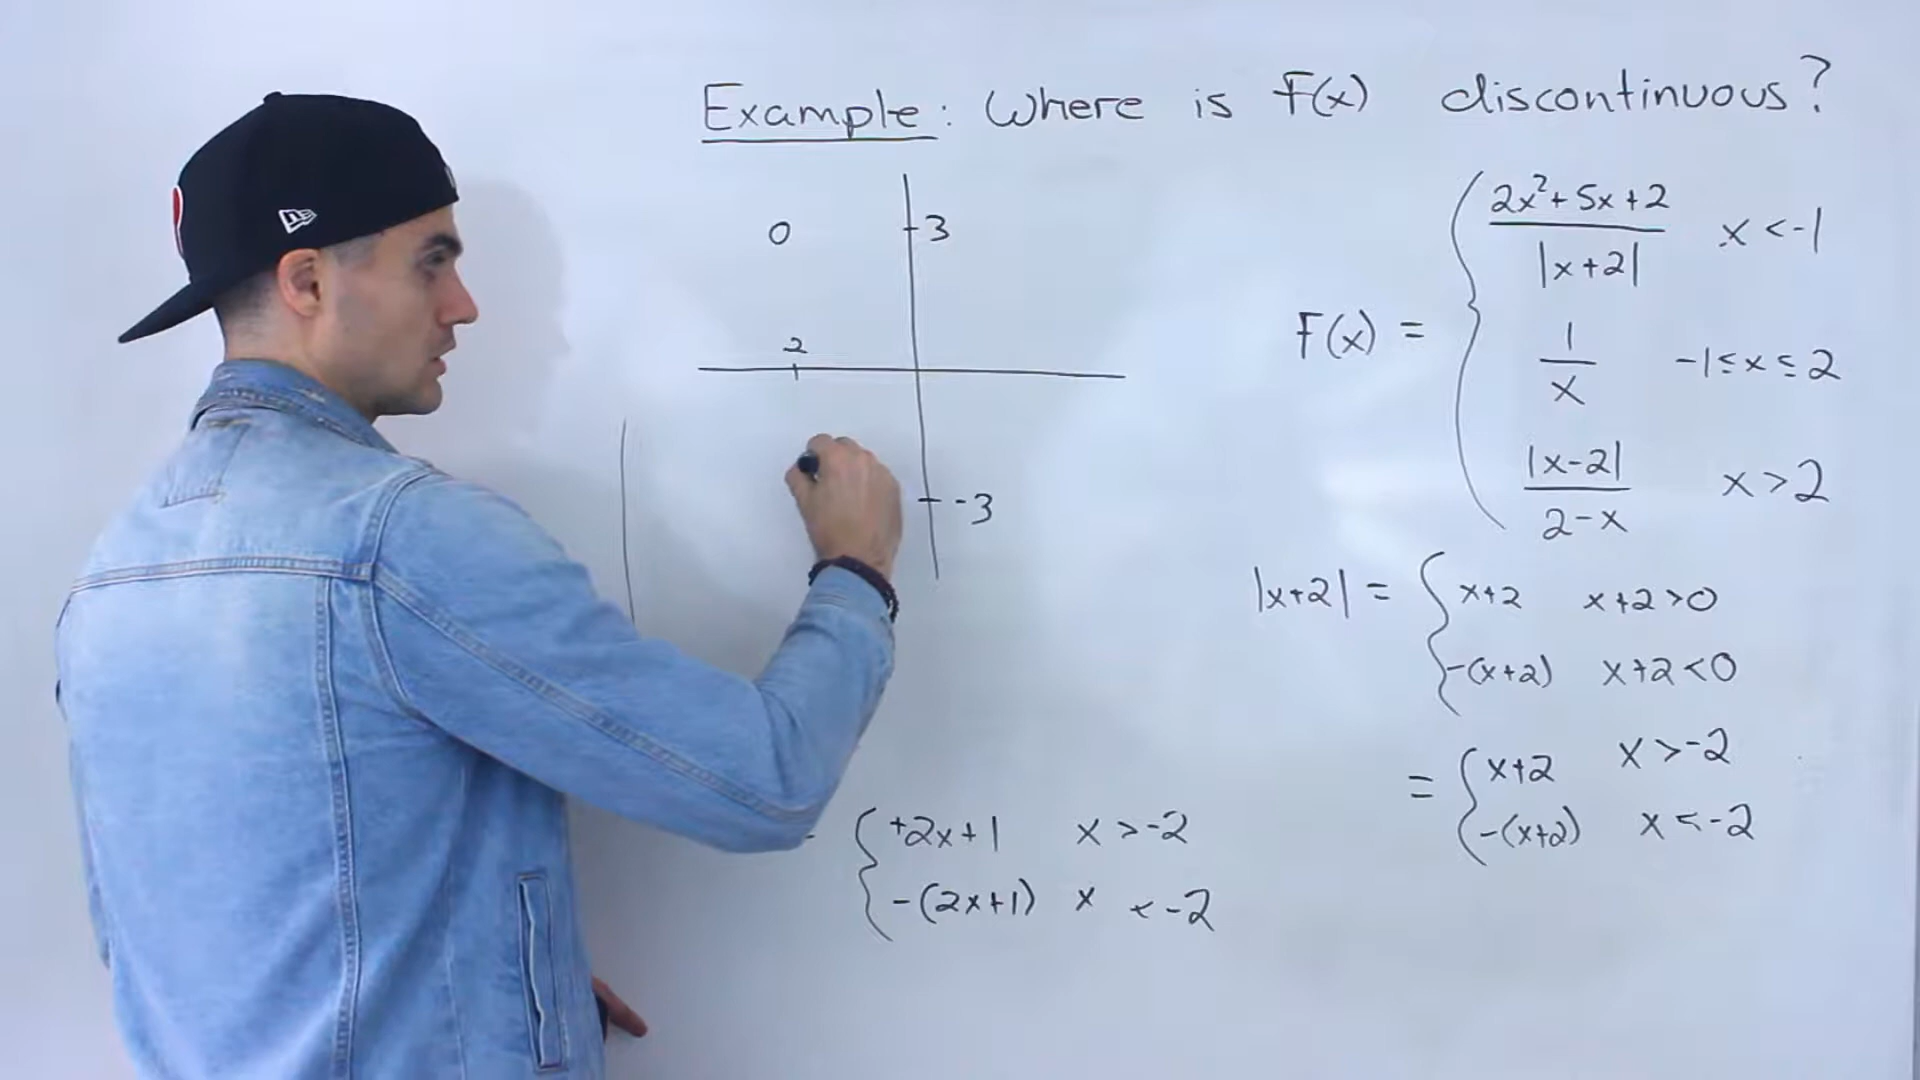 Example: Where is F(x) discontinuous?
3
2
-3
F(x) = { (2x²+5x+2)/|x+2| x < -1
1/x -1 ≤ x ≤ 2
|x-2|/(2-x) x > 2
|x+2| = { x+2 x+2>0
-(x+2) x+2<0
= { x+2 x>-2
-(x+2) x<-2
{ +2x+1 x>-2
-(2x+1) x < -2